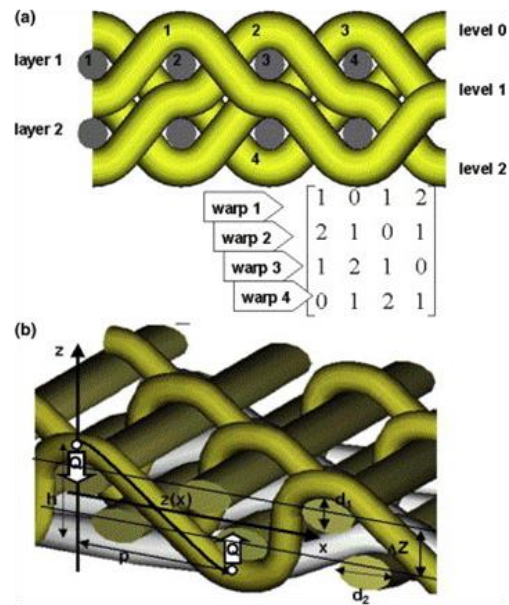 (a)
1 2 3 level 0
layer 1 1 2 3 4
level 1
layer 2
4 level 2
warp 1 1 0 1 2
warp 2 2 1 0 1
warp 3 1 2 1 0
warp 4 0 1 2 1
(b)
z
Q
h z(x) d₁
x
p Q ΔZ
d₂